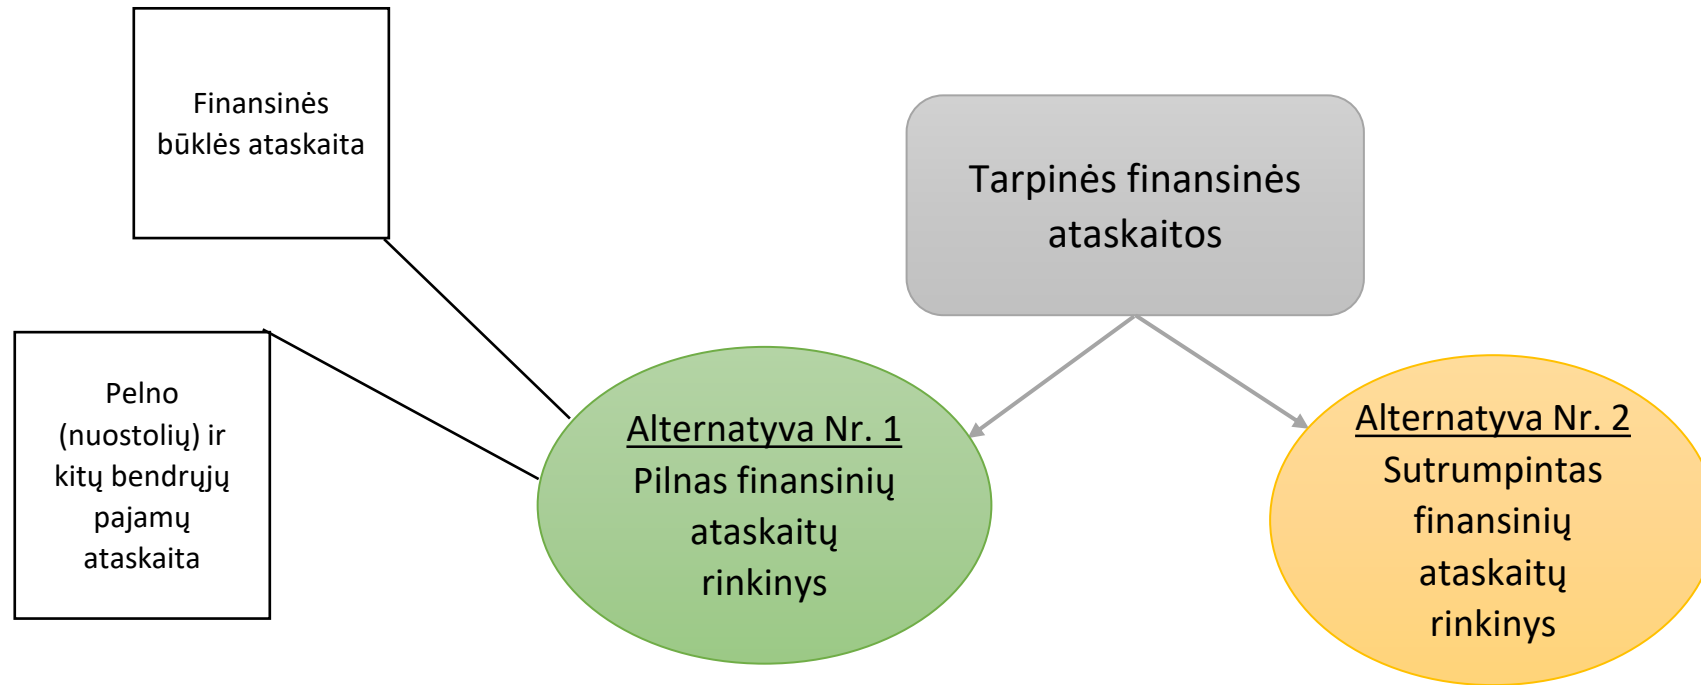 Finansinės
būklės ataskaita
Tarpinės finansinės
ataskaitos
Pelno
(nuostolių) ir
kitų bendrųjų
pajamų
ataskaita
Alternatyva Nr. 1
Pilnas finansinių
ataskaitų
rinkinys
Alternatyva Nr. 2
Sutrumpintas
finansinių
ataskaitų
rinkinys